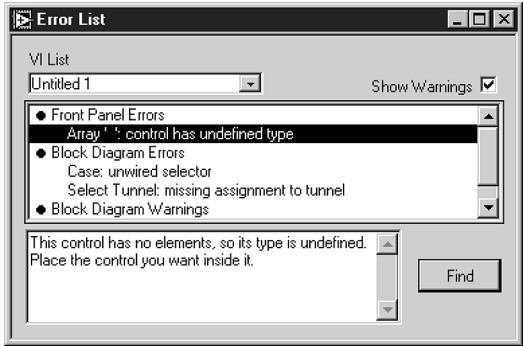 Error List
VI List
Untitled 1
Show Warnings
Front Panel Errors
Array ' ': control has undefined type
Block Diagram Errors
Case: unwired selector
Select Tunnel: missing assignment to tunnel
Block Diagram Warnings
This control has no elements, so its type is undefined.
Place the control you want inside it.
Find